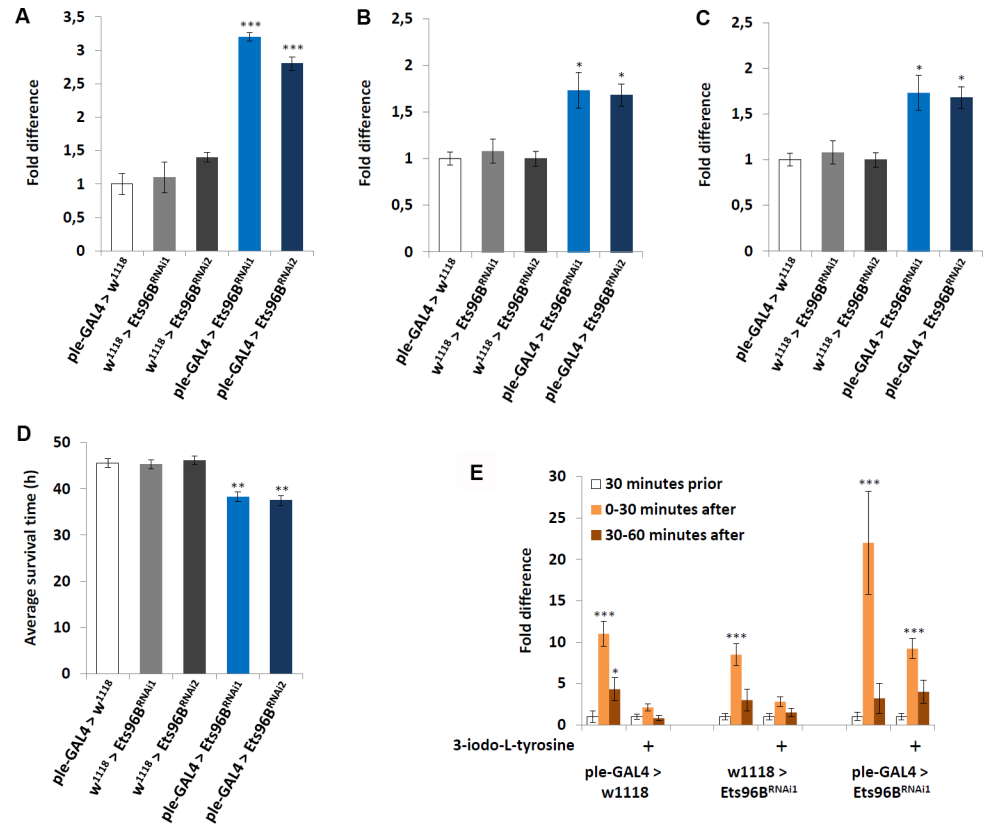 A
Fold difference
3,5
3
2,5
2
1,5
1
0,5
0
***
***
ple-GAL4 > w1118
w1118 > Ets96BRNAi1
w1118 > Ets96BRNAi2
ple-GAL4 > Ets96BRNAi1
ple-GAL4 > Ets96BRNAi2
B
Fold difference
2,5
2
1,5
1
0,5
0
*
*
ple-GAL4 > w1118
w1118 > Ets96BRNAi1
w1118 > Ets96BRNAi2
ple-GAL4 > Ets96BRNAi1
ple-GAL4 > Ets96BRNAi2
C
Fold difference
2,5
2
1,5
1
0,5
0
*
*
ple-GAL4 > w1118
w1118 > Ets96BRNAi1
w1118 > Ets96BRNAi2
ple-GAL4 > Ets96BRNAi1
ple-GAL4 > Ets96BRNAi2
D
Average survival time (h)
50
40
30
20
10
0
**
**
ple-GAL4 > w1118
w1118 > Ets96BRNAi1
w1118 > Ets96BRNAi2
ple-GAL4 > Ets96BRNAi1
ple-GAL4 > Ets96BRNAi2
E
Fold difference
30
25
20
15
10
5
0
30 minutes prior
0-30 minutes after
30-60 minutes after
***
*
***
***
***
3-iodo-L-tyrosine
+
+
+
ple-GAL4 >
w1118
w1118 >
Ets96BRNAi1
ple-GAL4 >
Ets96BRNAi1